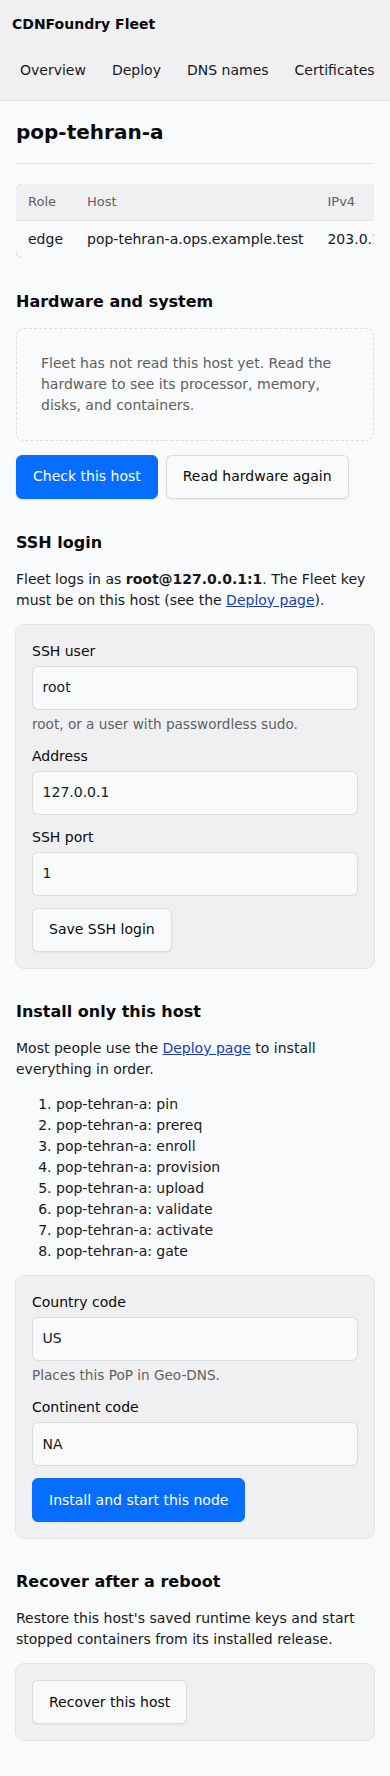 CDNFoundry Fleet
Overview Deploy DNS names Certificates
pop-tehran-a
Role Host IPv4
edge pop-tehran-a.ops.example.test 203.0.
Hardware and system
Fleet has not read this host yet. Read the
hardware to see its processor, memory,
disks, and containers.
Check this host Read hardware again
SSH login
Fleet logs in as root@127.0.0.1:1. The Fleet key
must be on this host (see the Deploy page).
SSH user
root
root, or a user with passwordless sudo.
Address
127.0.0.1
SSH port
1
Save SSH login
Install only this host
Most people use the Deploy page to install
everything in order.
1. pop-tehran-a: pin
2. pop-tehran-a: prereq
3. pop-tehran-a: enroll
4. pop-tehran-a: provision
5. pop-tehran-a: upload
6. pop-tehran-a: validate
7. pop-tehran-a: activate
8. pop-tehran-a: gate
Country code
US
Places this PoP in Geo-DNS.
Continent code
NA
Install and start this node
Recover after a reboot
Restore this host's saved runtime keys and start
stopped containers from its installed release.
Recover this host